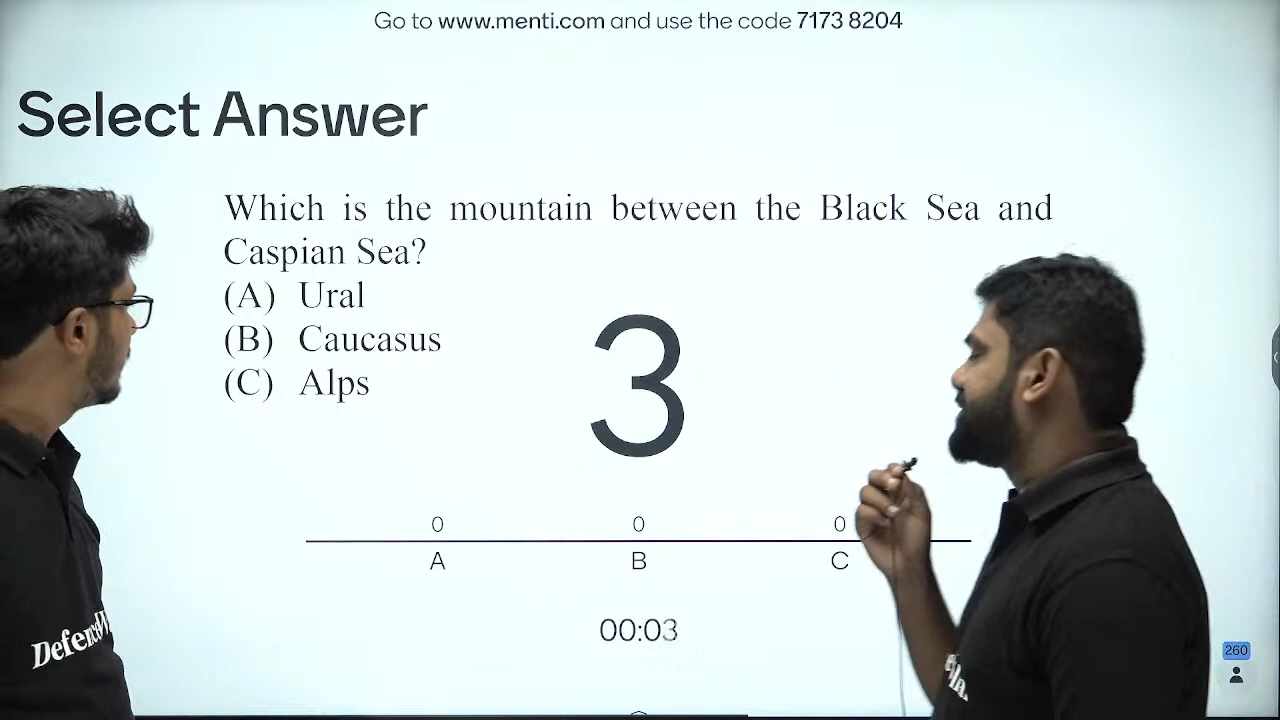 Go to www.menti.com and use the code 7173 8204
Select Answer
Which is the mountain between the Black Sea and
Caspian Sea?
(A) Ural
(B) Caucasus
(C) Alps
3
0 0 0
A B C
00:03
260